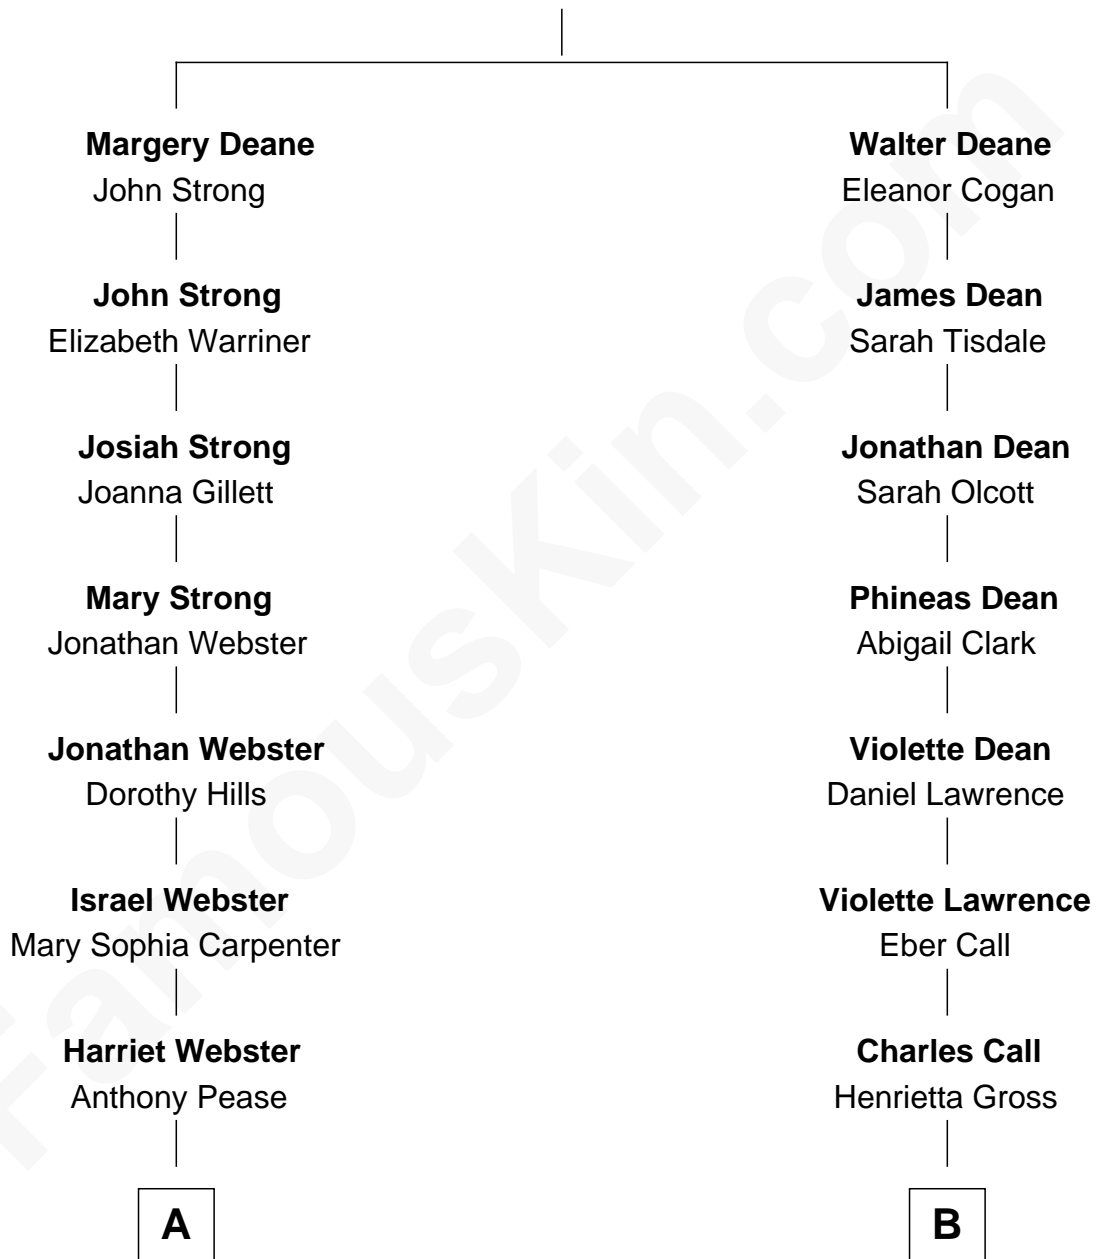 Margery Deane
John Strong
John Strong
Elizabeth Warriner
Josiah Strong
Joanna Gillett
Mary Strong
Jonathan Webster
Jonathan Webster
Dorothy Hills
Israel Webster
Mary Sophia Carpenter
Harriet Webster
Anthony Pease
A
Walter Deane
Eleanor Cogan
James Dean
Sarah Tisdale
Jonathan Dean
Sarah Olcott
Phineas Dean
Abigail Clark
Violette Dean
Daniel Lawrence
Violette Lawrence
Eber Call
Charles Call
Henrietta Gross
B
FamousKin.com